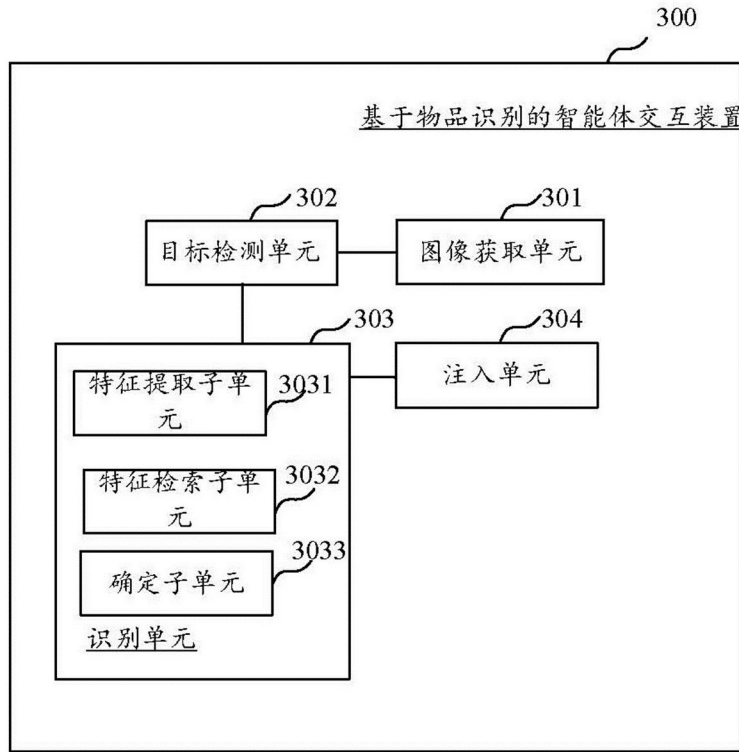 300
基于物品识别的智能体交互装置
302
301
目标检测单元
图像获取单元
303
304
注入单元
特征提取子单
元
3031
特征检索子单
元
3032
3033
确定子单元
识别单元